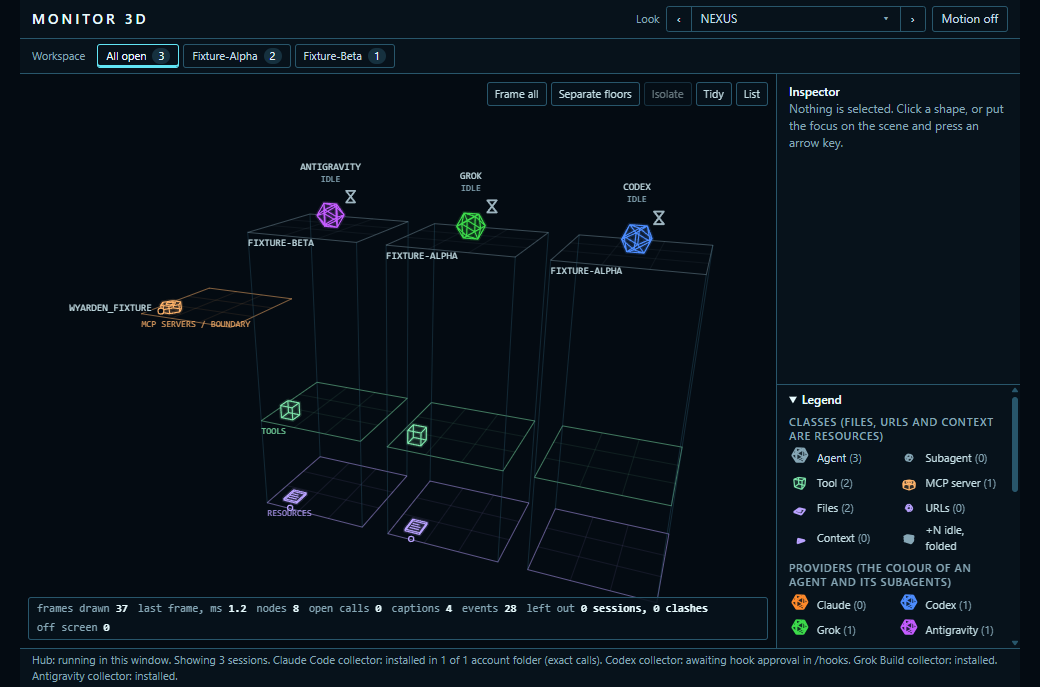 MONITOR 3D
Look ‹ NEXUS › Motion off
Workspace All open 3 Fixture-Alpha 2 Fixture-Beta 1
Frame all Separate floors Isolate Tidy List
Inspector
Nothing is selected. Click a shape, or put
the focus on the scene and press an
arrow key.
ANTIGRAVITY
IDLE
GROK
IDLE
CODEX
IDLE
FIXTURE-BETA
FIXTURE-ALPHA
FIXTURE-ALPHA
WYARDEN_FIXTURE
MCP SERVERS / BOUNDARY
TOOLS
RESOURCES
Legend
CLASSES (FILES, URLS AND CONTEXT
ARE RESOURCES)
Agent (3) Subagent (0)
Tool (2) MCP server (1)
Files (2) URLs (0)
Context (0) +N idle,
folded
PROVIDERS (THE COLOUR OF AN
AGENT AND ITS SUBAGENTS)
Claude (0) Codex (1)
Grok (1) Antigravity (1)
frames drawn 37 last frame, ms 1.2 nodes 8 open calls 0 captions 4 events 28 left out 0 sessions, 0 clashes
off screen 0
Hub: running in this window. Showing 3 sessions. Claude Code collector: installed in 1 of 1 account folder (exact calls). Codex collector: awaiting hook approval in /hooks. Grok Build collector: installed.
Antigravity collector: installed.